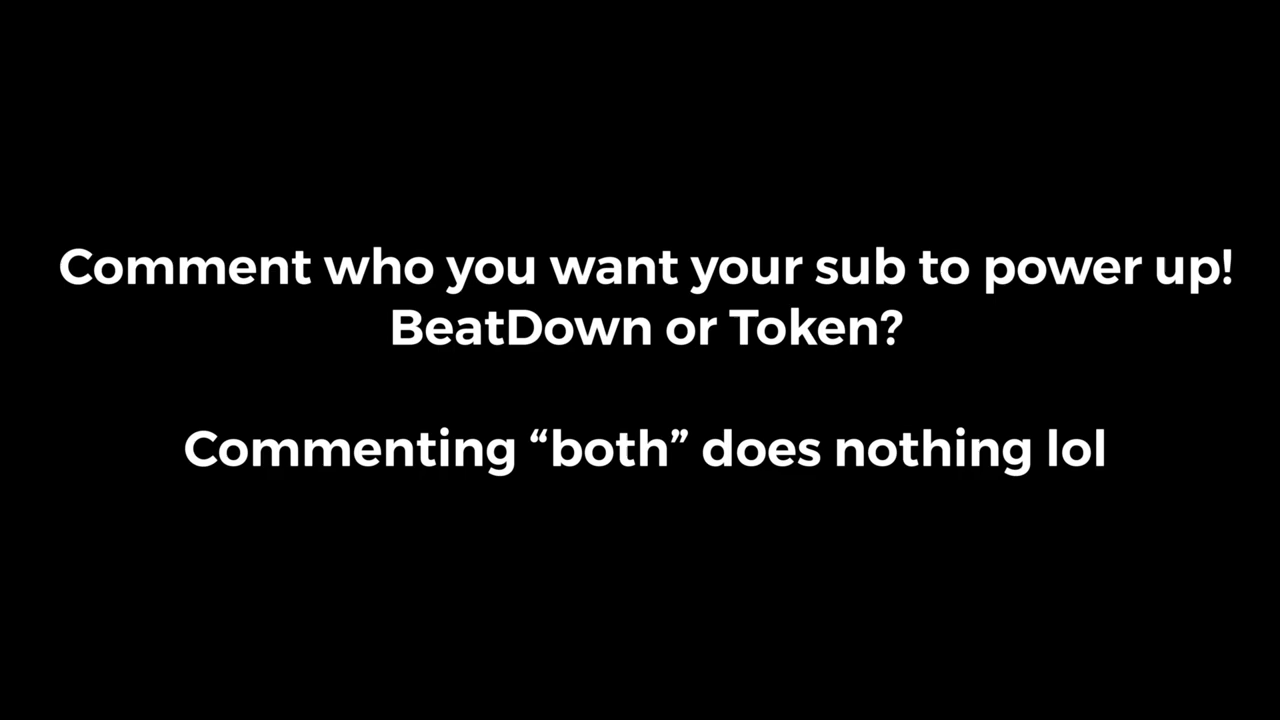 Comment who you want your sub to power up!
BeatDown or Token?
Commenting “both” does nothing lol